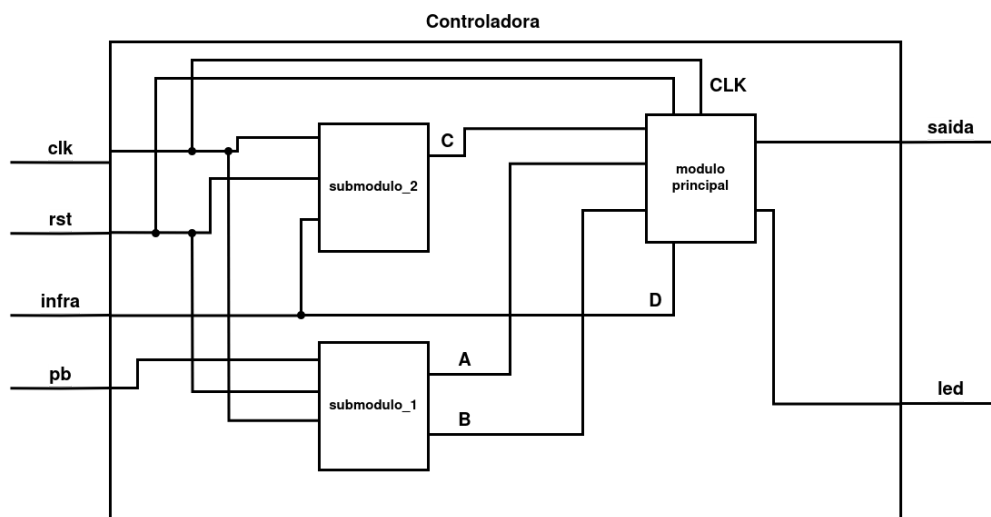 Controladora
CLK
clk
C
saida
submodulo_2
modulo
principal
rst
infra
D
pb
A
submodulo_1
led
B